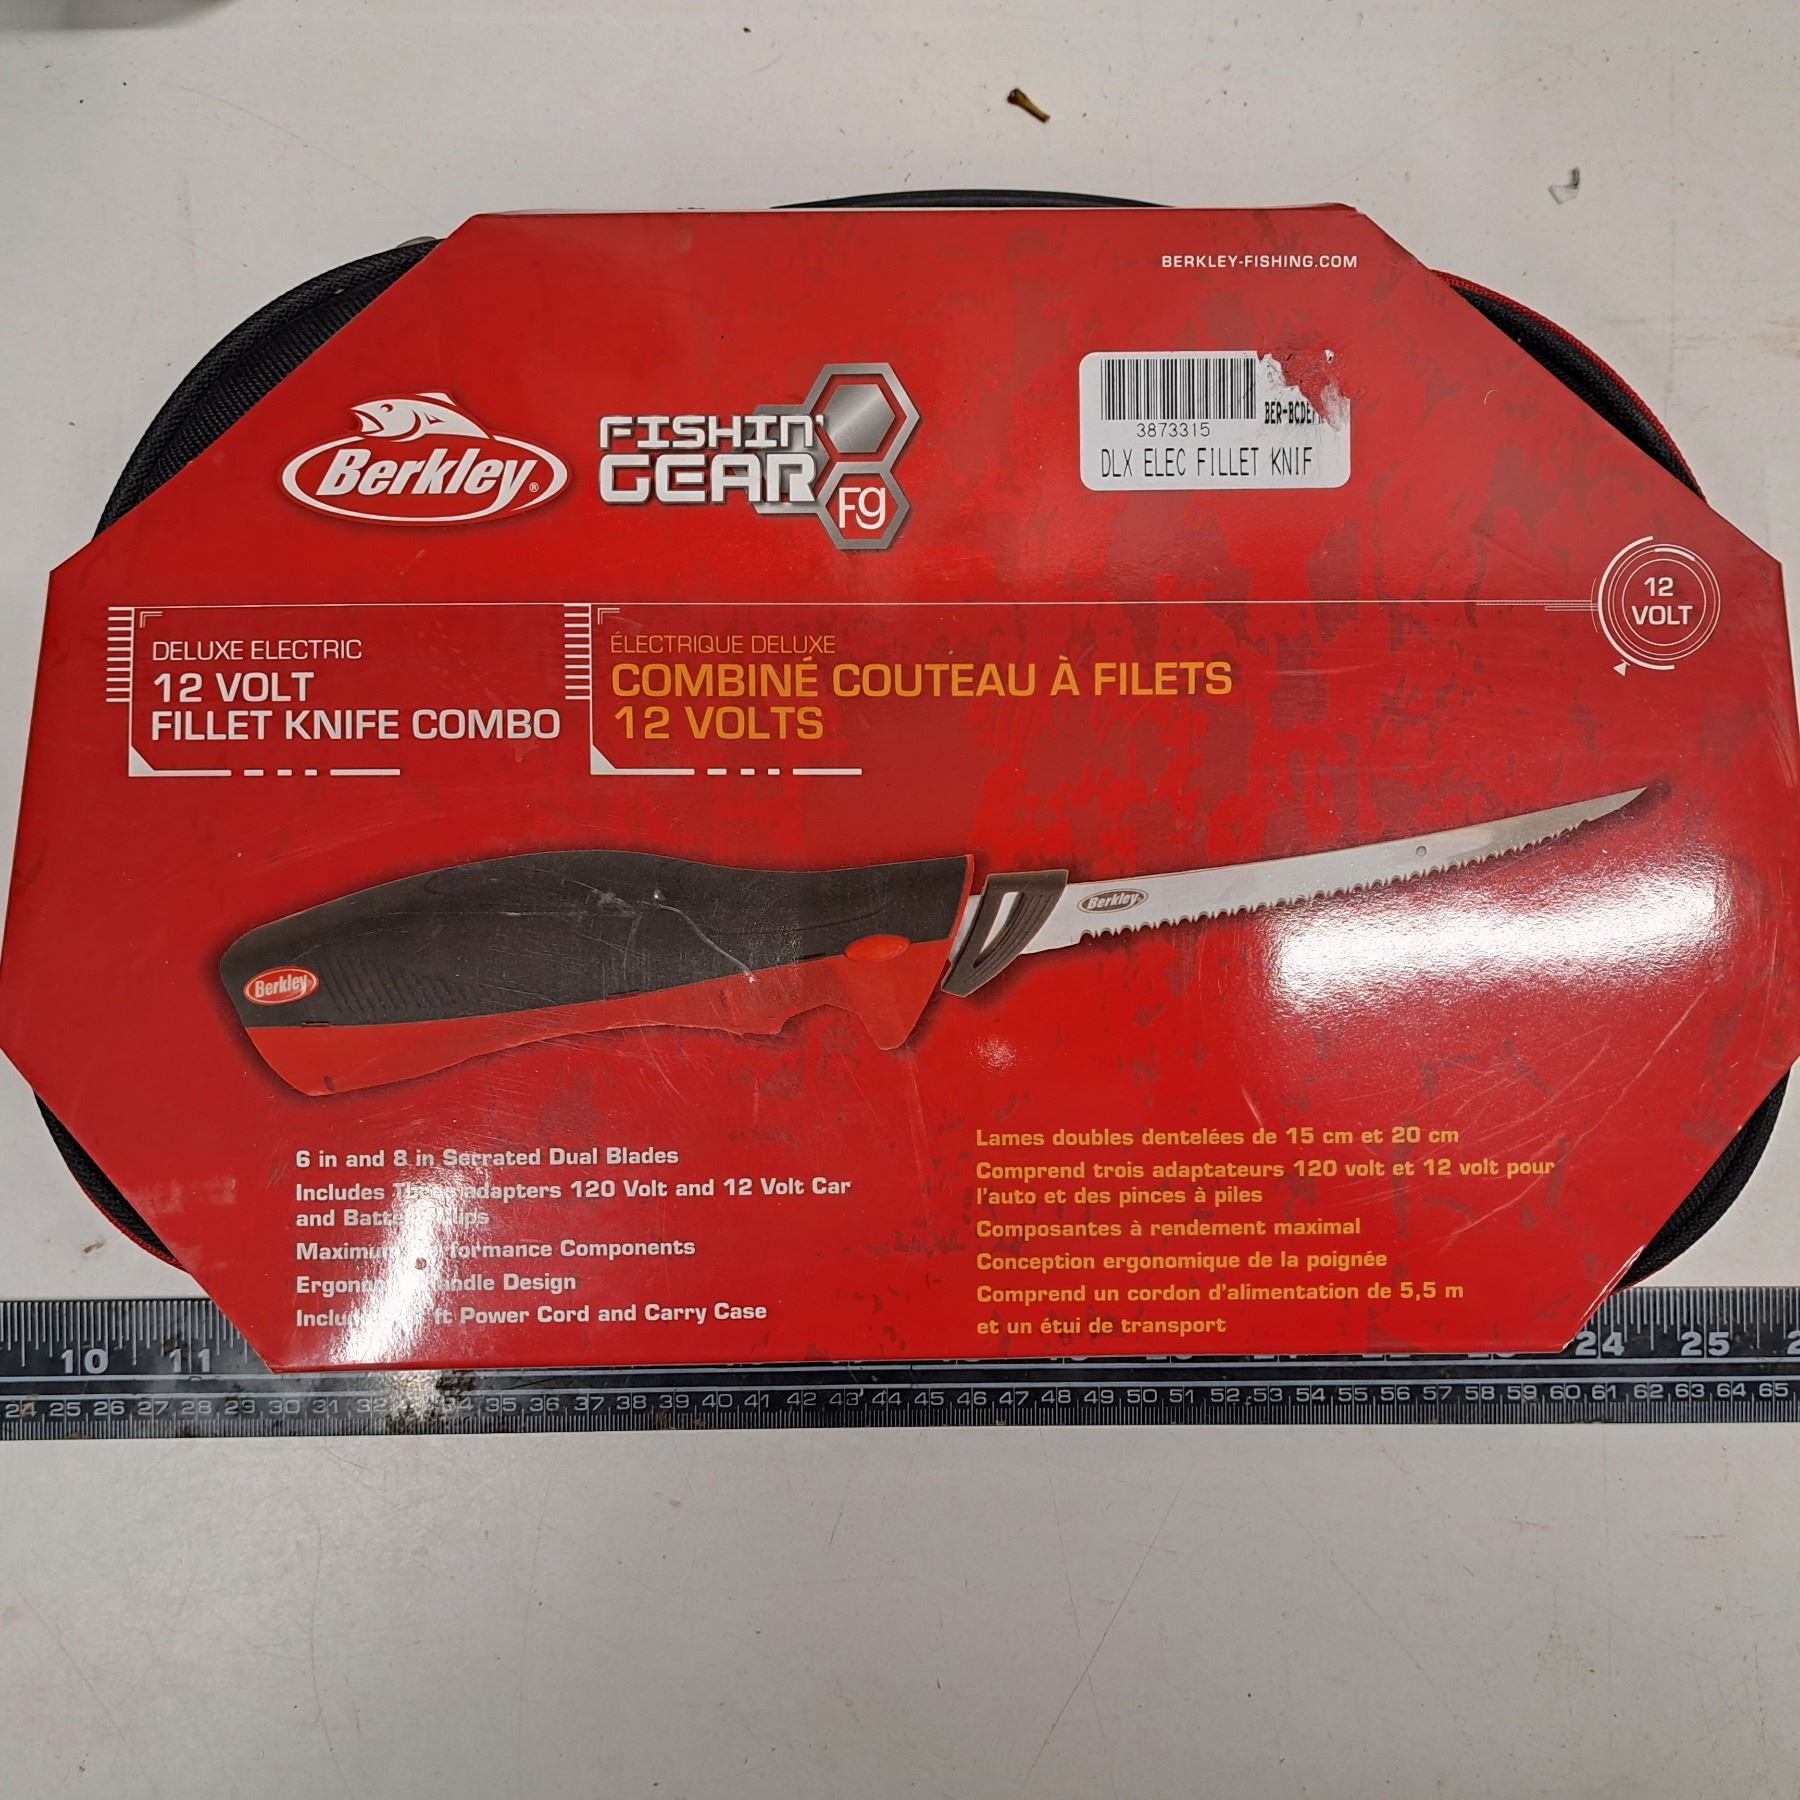 BERKLEY-FISHING.COM
Berkley®
FISHIN'
GEAR
Fg
3873315
DLX ELEC FILLET KNIF
12
VOLT
DELUXE ELECTRIC
12 VOLT
FILLET KNIFE COMBO
ÉLECTRIQUE DELUXE
COMBINÉ COUTEAU À FILETS
12 VOLTS
Berkley
Berkley
6 in and 8 in Serrated Dual Blades
Includes adapters 120 Volt and 12 Volt Car
and
Components
Design
Power Cord and Carry Case
Lames doubles dentelées de 15 cm et 20 cm
Comprend trois adaptateurs 120 volt et 12 volt pour
l'auto et des pinces à piles
Composantes à rendement maximal
Conception ergonomique de la poignée
Comprend un cordon d'alimentation de 5,5 m
et un étui de transport
10 11 24 25
24 25 26 27 28 29 30 31 32 34 35 36 37 38 39 40 41 42 43 44 45 46 47 48 49 50 51 52 53 54 55 56 57 58 59 60 61 62 63 64 65